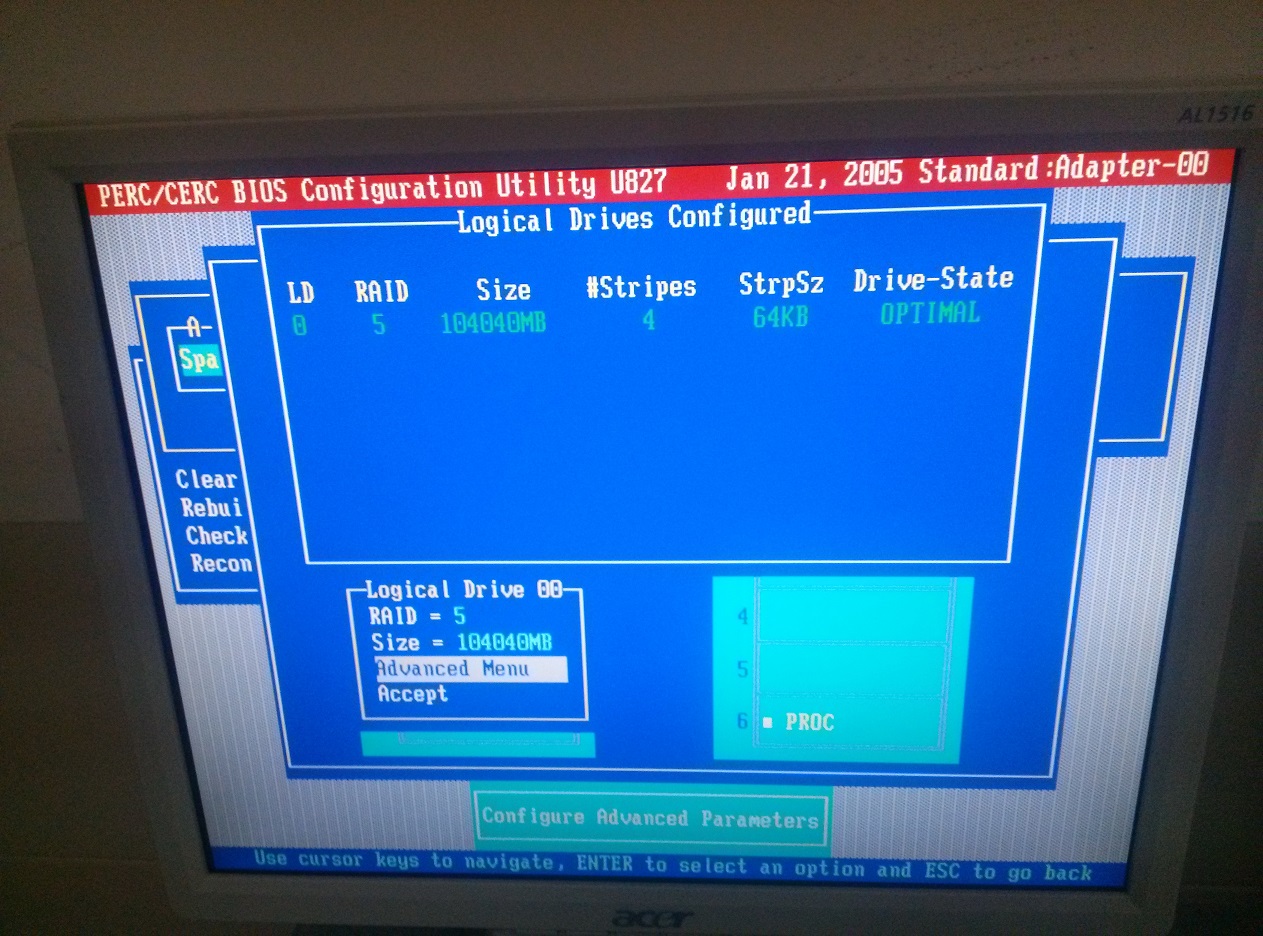 AL1516
PERC/CERC BIOS Configuration Utility U827 Jan 21, 2005 Standard:Adapter-00
Logical Drives Configured
LD RAID Size #Stripes StrpSz Drive-State
0 5 104040MB 4 64KB OPTIMAL
A-
Spa
Clear
Rebui
Check
Recon
Logical Drive 00
RAID = 5
Size = 104040MB
Advanced Menu
Accept
4
5
6 ▪ PROC
Configure Advanced Parameters
Use cursor keys to navigate, ENTER to select an option and ESC to go back
acer